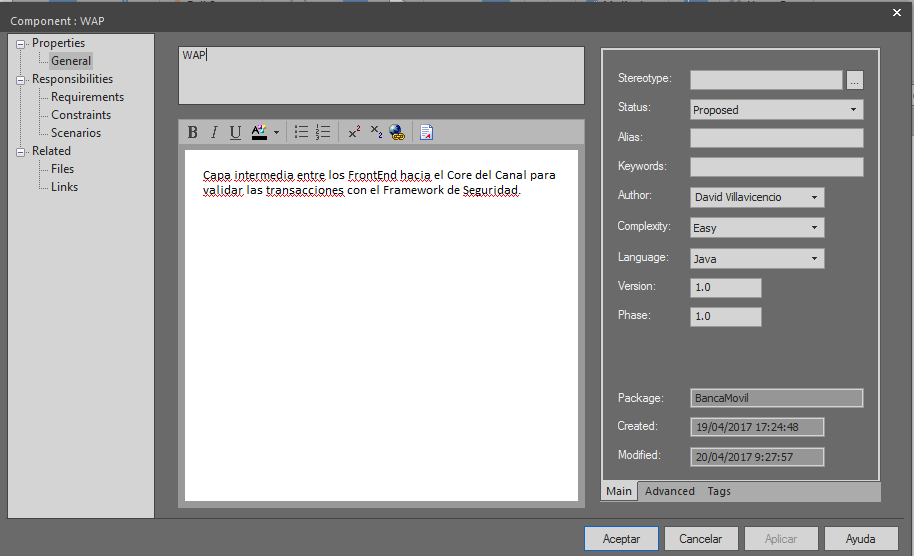 Component : WAP
Properties
General
Responsibilities
Requirements
Constraints
Scenarios
Related
Files
Links
WAP
B I U A x² x₂
Capa intermedia entre los FrontEnd hacia el Core del Canal para
validar las transacciones con el Framework de Seguridad.
Stereotype:
...
Status: Proposed
Alias:
Keywords:
Author: David Villavicencio
Complexity: Easy
Language: Java
Version: 1.0
Phase: 1.0
Package: BancaMovil
Created: 19/04/2017 17:24:48
Modified: 20/04/2017 9:27:57
Main Advanced Tags
Aceptar Cancelar Aplicar Ayuda